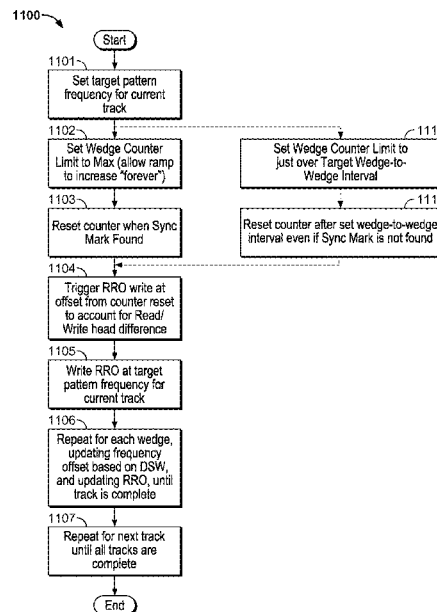 1100
Start
1101
Set target pattern
frequency for current
track
1102
Set Wedge Counter
Limit to Max (allow ramp
to increase "forever")
111
Set Wedge Counter Limit to
just over Target Wedge-to-
Wedge Interval
1103
Reset counter when Sync
Mark Found
111
Reset counter after set wedge-to-wedge
interval even if Sync Mark is not found
1104
Trigger RRO write at
offset from counter reset
to account for Read/
Write head difference
1105
Write RRO at target
pattern frequency for
current track
1106
Repeat for each wedge,
updating frequency
offset based on DSW,
and updating RRO, until
track is complete
1107
Repeat for next track
until all tracks are
complete
End